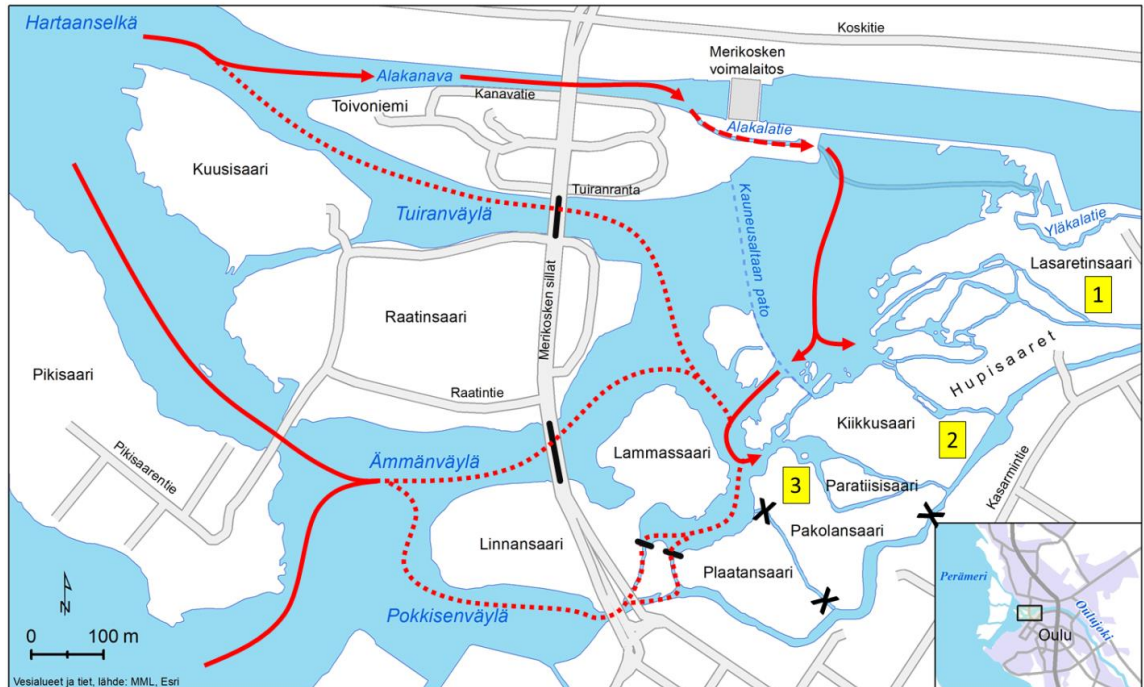 Hartaanselkä
Koskitie
Merikosken
voimalaitos
Alakanava
Kanavatie
Toivoniemi
Alakalatie
Kuusisaari
Tuiranranta
Tuiranväylä
Kauneusaltaan pato
Yläkalatie
Lasaretinsaari
1
Merikosken sillat
Raatinsaari
Hupisaaret
Pikisaari
Raatintie
Kiikkusaari
2
Pikisaarentie
Ämmänväylä
Lammassaari
3
Paratiisisaari
Kasarmintie
Linnansaari
Pakolansaari
Plaatansaari
Pokkisenväylä
N
0 100 m
Perämeri
Oulujoki
Oulu
Vesialueet ja tiet, lähde: MML, Esri